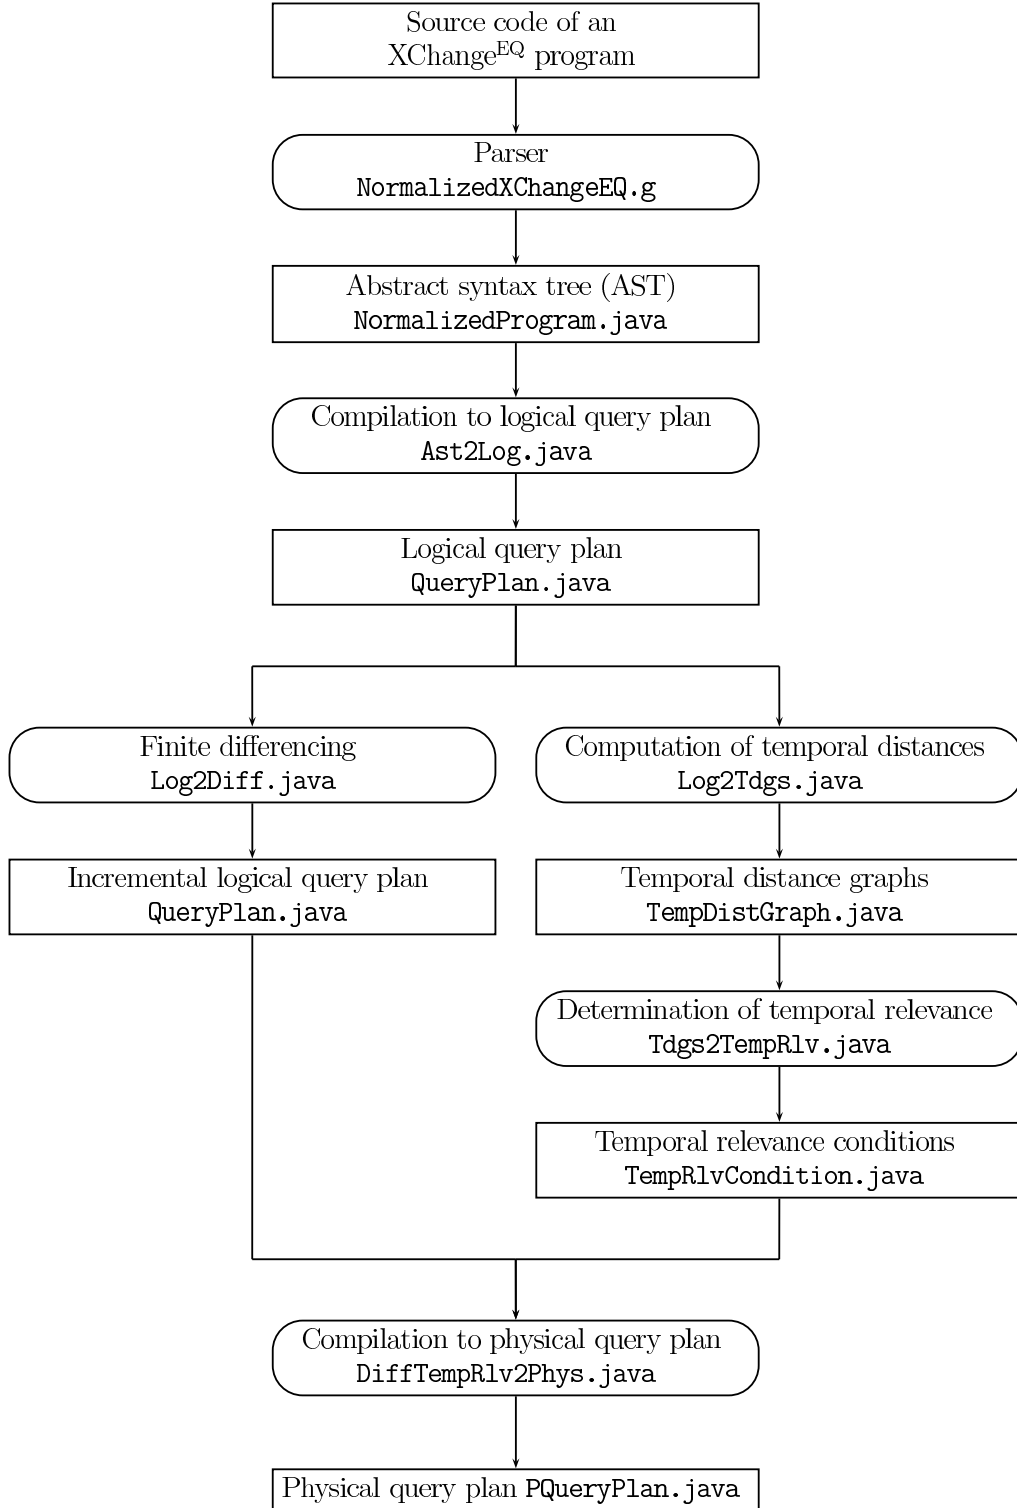 Source code of an
XChange^EQ program
Parser
NormalizedXChangeEQ.g
Abstract syntax tree (AST)
NormalizedProgram.java
Compilation to logical query plan
Ast2Log.java
Logical query plan
QueryPlan.java
Finite differencing
Log2Diff.java
Computation of temporal distances
Log2Tdgs.java
Incremental logical query plan
QueryPlan.java
Temporal distance graphs
TempDistGraph.java
Determination of temporal relevance
Tdgs2TempRlv.java
Temporal relevance conditions
TempRlvCondition.java
Compilation to physical query plan
DiffTempRlv2Phys.java
Physical query plan PQueryPlan.java